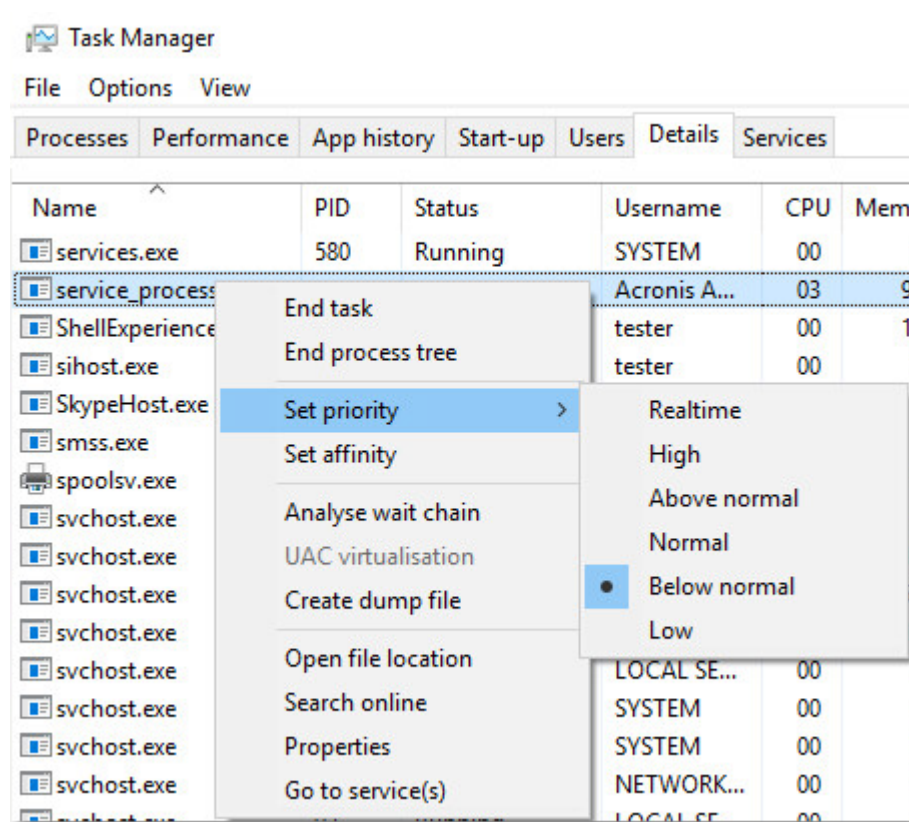 Task Manager
File Options View
Processes Performance App history Start-up Users Details Services
Name PID Status Username CPU Mem
services.exe 580 Running SYSTEM 00
service_process Acronis A... 03 9
ShellExperience tester 00 1
sihost.exe tester 00
SkypeHost.exe
smss.exe
spoolsv.exe
svchost.exe
svchost.exe
svchost.exe
svchost.exe
svchost.exe LOCAL SE... 00
svchost.exe SYSTEM 00
svchost.exe SYSTEM 00
svchost.exe NETWORK... 00
End task
End process tree
Set priority
Set affinity
Analyse wait chain
UAC virtualisation
Create dump file
Open file location
Search online
Properties
Go to service(s)
Realtime
High
Above normal
Normal
Below normal
Low